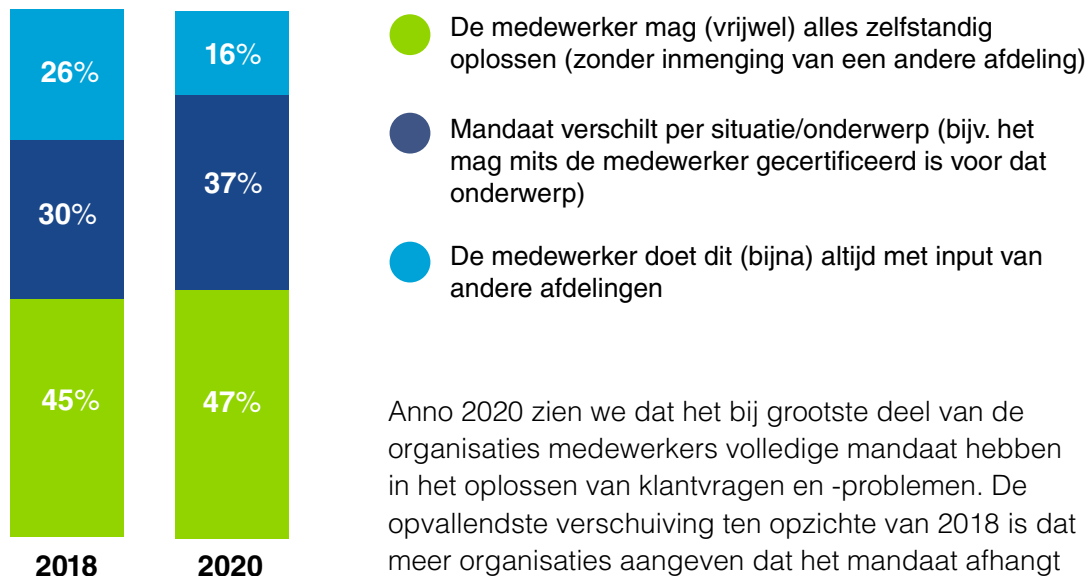 26%
30%
45%
2018
16%
37%
47%
2020
De medewerker mag (vrijwel) alles zelfstandig
oplossen (zonder inmenging van een andere afdeling)
Mandaat verschilt per situatie/onderwerp (bijv. het
mag mits de medewerker gecertificeerd is voor dat
onderwerp)
De medewerker doet dit (bijna) altijd met input van
andere afdelingen
Anno 2020 zien we dat het bij grootste deel van de
organisaties medewerkers volledige mandaat hebben
in het oplossen van klantvragen en -problemen. De
opvallendste verschuiving ten opzichte van 2018 is dat
meer organisaties aangeven dat het mandaat afhangt